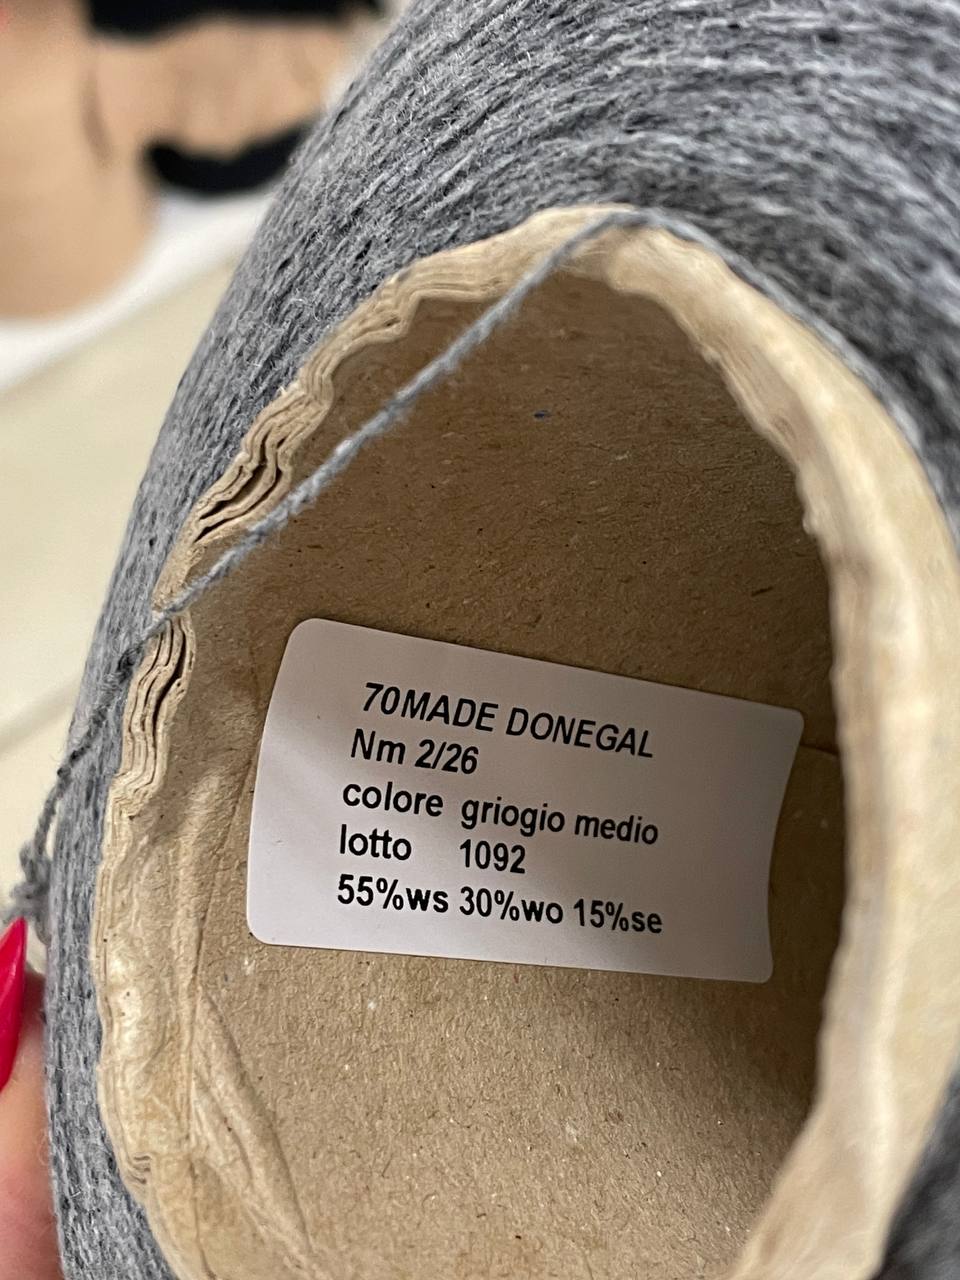 70MADE DONEGAL
Nm 2/26
colore griogio medio
lotto 1092
55%ws 30%wo 15%se